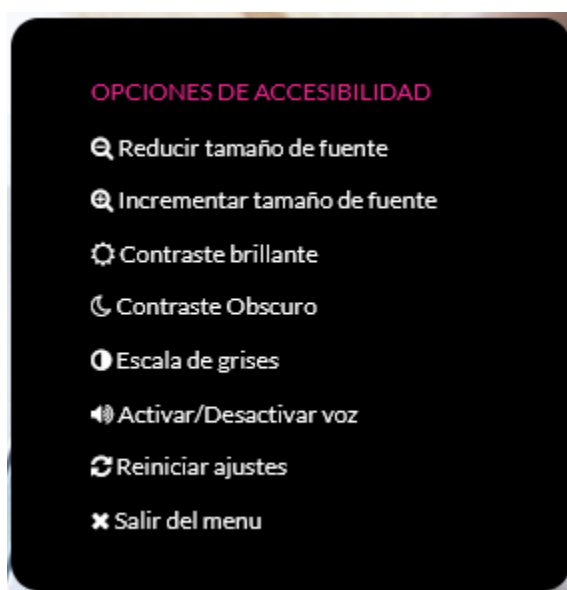 OPCIONES DE ACCESIBILIDAD
Reducir tamaño de fuente
Incrementar tamaño de fuente
Contraste brillante
Contraste Obscuro
Escala de grises
Activar/Desactivar voz
Reiniciar ajustes
Salir del menu